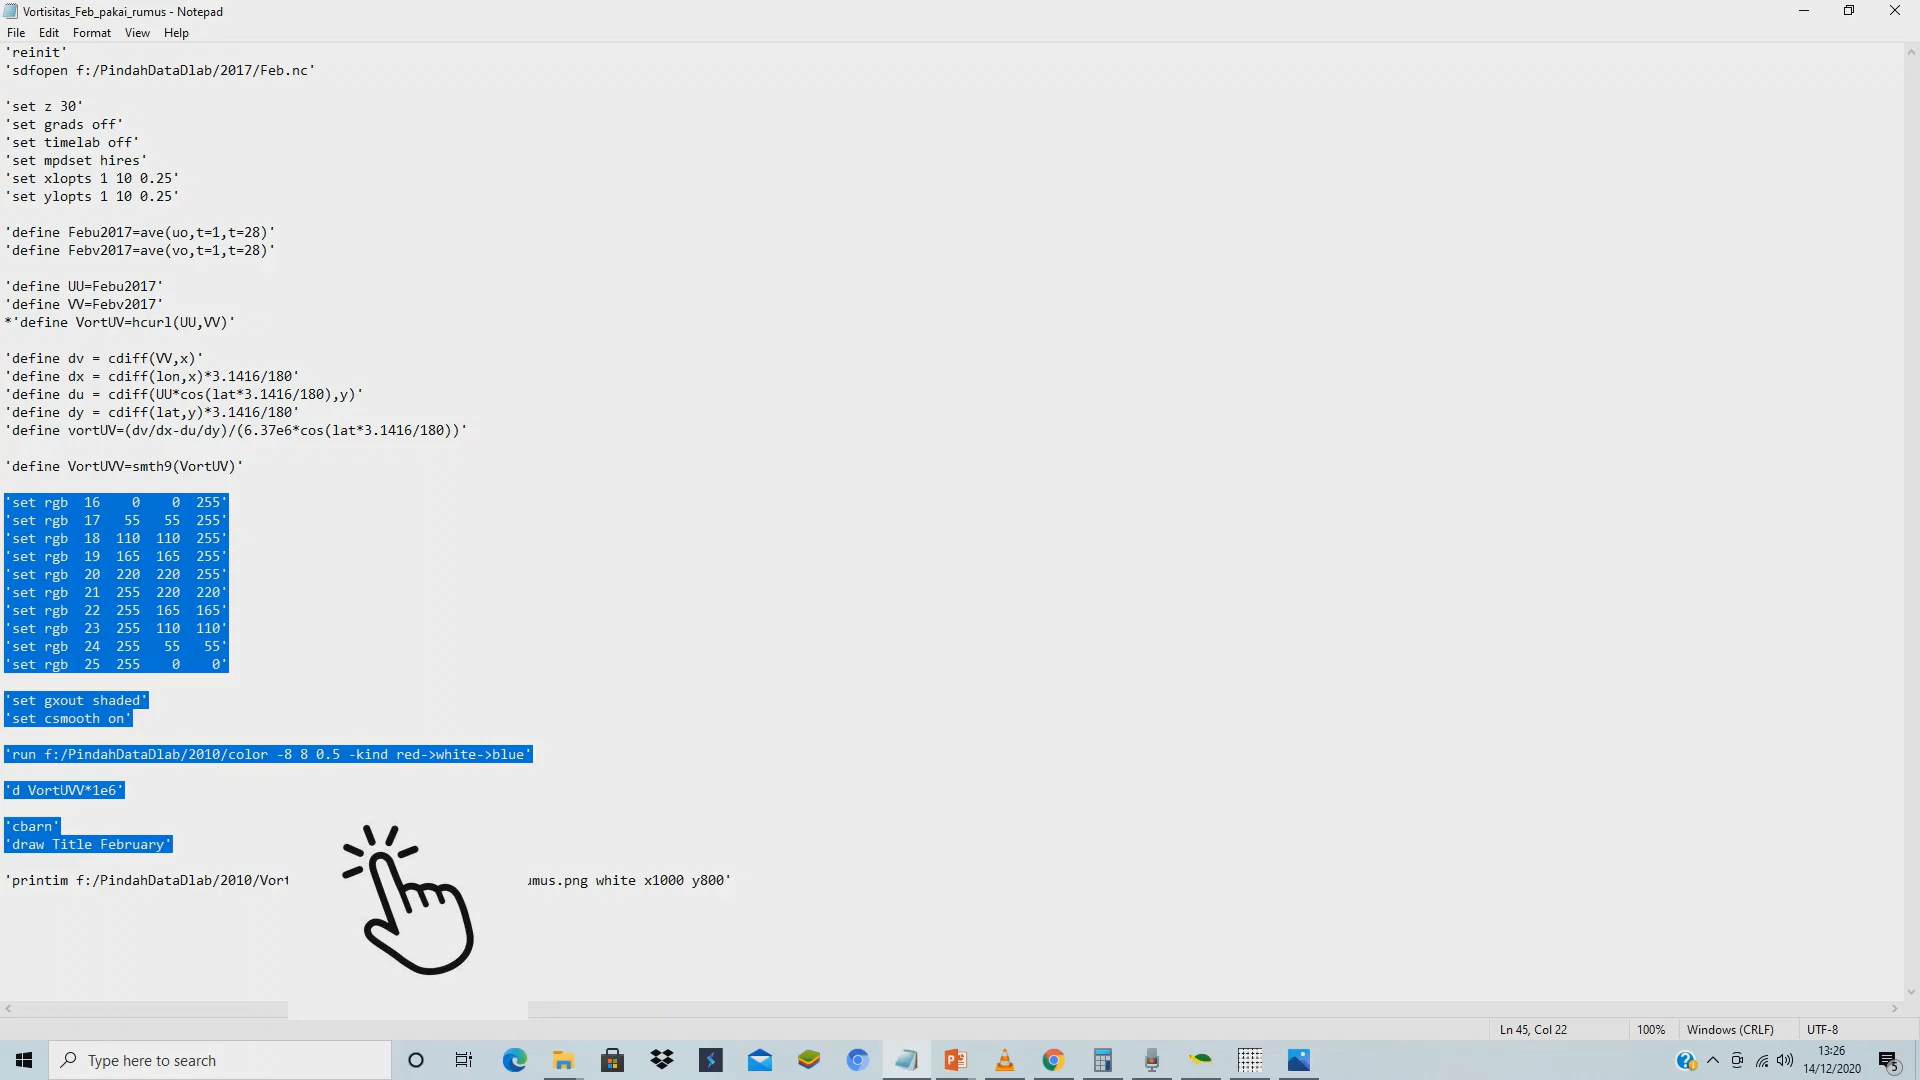 Vortisitas_Feb_pakai_rumus - Notepad
File Edit Format View Help
'reinit'
'sdfopen f:/PindahDataDlab/2017/Feb.nc'
'set z 30'
'set grads off'
'set timelab off'
'set mpdset hires'
'set xlopts 1 10 0.25'
'set ylopts 1 10 0.25'
'define Febu2017=ave(uo,t=1,t=28)'
'define Febv2017=ave(vo,t=1,t=28)'
'define UU=Febu2017'
'define VV=Febv2017'
*'define VortUV=hcurl(UU,VV)'
'define dv = cdiff(VV,x)'
'define dx = cdiff(lon,x)*3.1416/180'
'define du = cdiff(UU*cos(lat*3.1416/180),y)'
'define dy = cdiff(lat,y)*3.1416/180'
'define vortUV=(dv/dx-du/dy)/(6.37e6*cos(lat*3.1416/180))'
'define VortUVV=smth9(VortUV)'
'set rgb  16    0    0  255'
'set rgb  17   55   55  255'
'set rgb  18  110  110  255'
'set rgb  19  165  165  255'
'set rgb  20  220  220  255'
'set rgb  21  255  220  220'
'set rgb  22  255  165  165'
'set rgb  23  255  110  110'
'set rgb  24  255   55   55'
'set rgb  25  255    0    0'
'set gxout shaded'
'set csmooth on'
'run f:/PindahDataDlab/2010/color -8 8 0.5 -kind red->white->blue'
'd VortUVV*1e6'
'cbarn'
'draw Title February'
'printim f:/PindahDataDlab/2010/Vort umus.png white x1000 y800'
Ln 45, Col 22 100% Windows (CRLF) UTF-8
Type here to search
13:26
14/12/2020
5